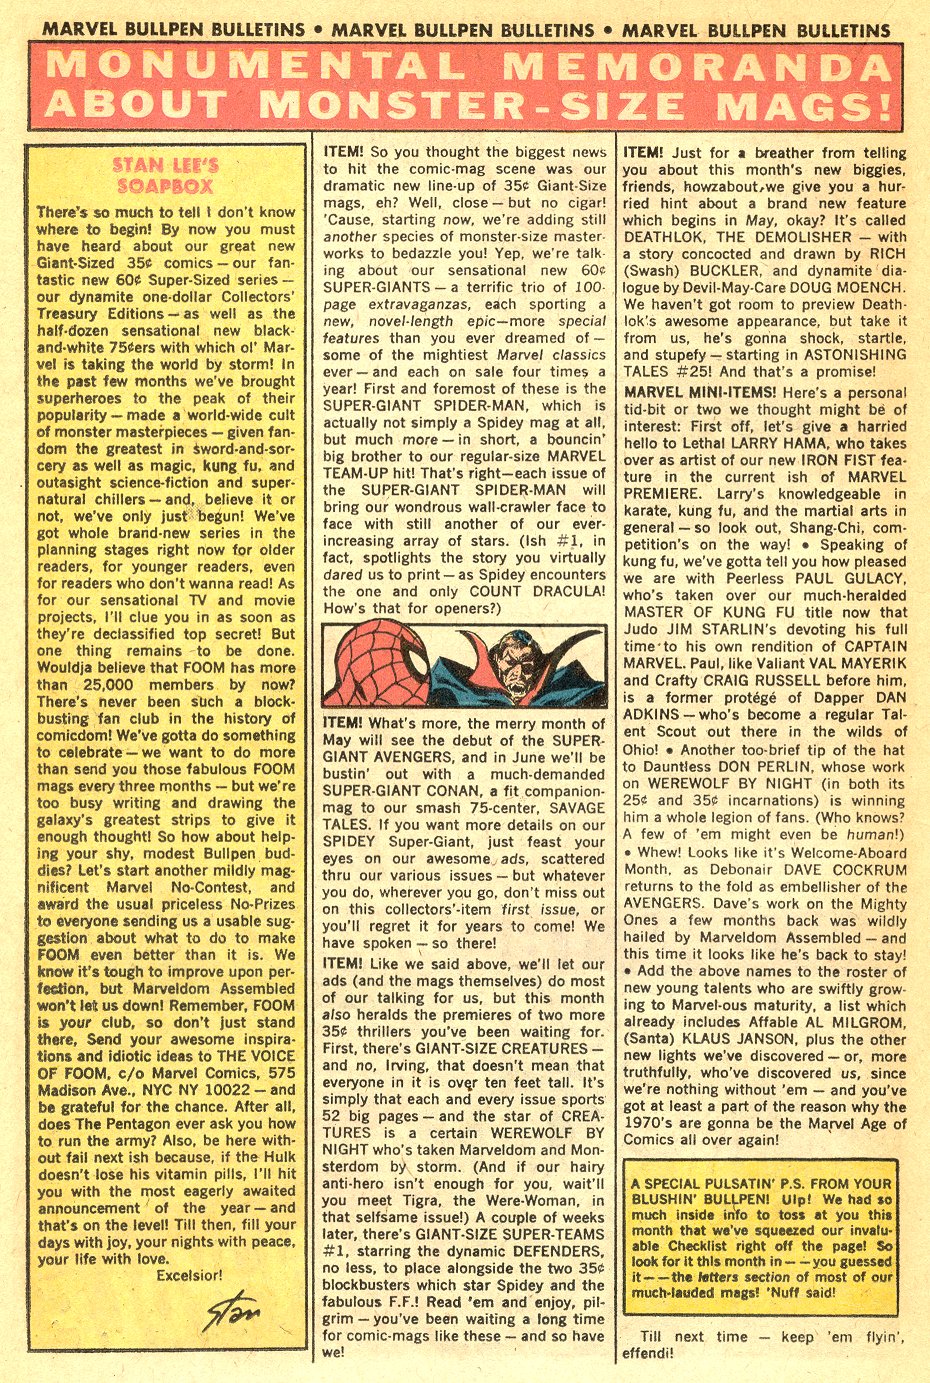 MARVEL BULLPEN BULLETINS • MARVEL BULLPEN BULLETINS • MARVEL BULLPEN BULLETINS
MONUMENTAL MEMORANDA
ABOUT MONSTER-SIZE MAGS!
STAN LEE'S
SOAPBOX
There's so much to tell I don't know
where to begin! By now you must
have heard about our great new
Giant-Sized 35¢ comics — our fan-
tastic new 60¢ Super-Sized series —
our dynamite one-dollar Collectors'
Treasury Editions — as well as the
half-dozen sensational new black-
and-white 75¢ers with which ol' Mar-
vel is taking the world by storm! In
the past few months we've brought
superheroes to the peak of their
popularity — made a world-wide cult
of monster masterpieces — given fan-
dom the greatest in sword-and-sor-
cery as well as magic, kung fu, and
outasight science-fiction and super-
natural chillers — and, believe it or
not, we've only just begun! We've
got whole brand-new series in the
planning stages right now for older
readers, for younger readers, even
for readers who don't wanna read! As
for our sensational TV and movie
projects, I'll clue you in as soon as
they're declassified top secret! But
one thing remains to be done.
Wouldja believe that FOOM has more
than 25,000 members by now?
There's never been such a block-
busting fan club in the history of
comicdom! We've gotta do something
to celebrate — we want to do more
than send you those fabulous FOOM
mags every three months — but we're
too busy writing and drawing the
galaxy's greatest strips to give it
enough thought! So how about help-
ing your shy, modest Bullpen bud-
dies? Let's start another mildly mag-
nificent Marvel No-Contest, and
award the usual priceless No-Prizes
to everyone sending us a usable sug-
gestion about what to do to make
FOOM even better than it is. We
know it's tough to improve upon per-
fection, but Marveldom Assembled
won't let us down! Remember, FOOM
is your club, so don't just stand
there, Send your awesome inspira-
tions and idiotic ideas to THE VOICE
OF FOOM, c/o Marvel Comics, 575
Madison Ave., NYC NY 10022 — and
be grateful for the chance. After all,
does The Pentagon ever ask you how
to run the army? Also, be here with-
out fail next ish because, if the Hulk
doesn't lose his vitamin pills, I'll hit
you with the most eagerly awaited
announcement of the year — and
that's on the level! Till then, fill your
days with joy, your nights with peace,
your life with love.
Excelsior!
Stan
ITEM! So you thought the biggest news
to hit the comic-mag scene was our
dramatic new line-up of 35¢ Giant-Size
mags, eh? Well, close — but no cigar!
'Cause, starting now, we're adding still
another species of monster-size master-
works to bedazzle you! Yep, we're talk-
ing about our sensational new 60¢
SUPER-GIANTS — a terrific trio of 100-
page extravaganzas, each sporting a
new, novel-length epic—more special
features than you ever dreamed of —
some of the mightiest Marvel classics
ever — and each on sale four times a
year! First and foremost of these is the
SUPER-GIANT SPIDER-MAN, which is
actually not simply a Spidey mag at all,
but much more — in short, a bouncin'
big brother to our regular-size MARVEL
TEAM-UP hit! That's right—each issue of
the SUPER-GIANT SPIDER-MAN will
bring our wondrous wall-crawler face to
face with still another of our ever-
increasing array of stars. (Ish #1, in
fact, spotlights the story you virtually
dared us to print — as Spidey encounters
the one and only COUNT DRACULA!
How's that for openers?)
ITEM! What's more, the merry month of
May will see the debut of the SUPER-
GIANT AVENGERS, and in June we'll be
bustin' out with a much-demanded
SUPER-GIANT CONAN, a fit companion-
mag to our smash 75-center, SAVAGE
TALES. If you want more details on our
SPIDEY Super-Giant, just feast your
eyes on our awesome ads, scattered
thru our various issues — but whatever
you do, wherever you go, don't miss out
on this collectors'-item first issue, or
you'll regret it for years to come! We
have spoken — so there!
ITEM! Like we said above, we'll let our
ads (and the mags themselves) do most
of our talking for us, but this month
also heralds the premieres of two more
35¢ thrillers you've been waiting for.
First, there's GIANT-SIZE CREATURES —
and no, Irving, that doesn't mean that
everyone in it is over ten feet tall. It's
simply that each and every issue sports
52 big pages — and the star of CREA-
TURES is a certain WEREWOLF BY
NIGHT who's taken Marveldom and Mon-
sterdom by storm. (And if our hairy
anti-hero isn't enough for you, wait'll
you meet Tigra, the Were-Woman, in
that selfsame issue!) A couple of weeks
later, there's GIANT-SIZE SUPER-TEAMS
#1, starring the dynamic DEFENDERS,
no less, to place alongside the two 35¢
blockbusters which star Spidey and the
fabulous F.F.! Read 'em and enjoy, pil-
grim — you've been waiting a long time
for comic-mags like these — and so have
we!
ITEM! Just for a breather from telling
you about this month's new biggies,
friends, howzabout we give you a hur-
ried hint about a brand new feature
which begins in May, okay? It's called
DEATHLOK, THE DEMOLISHER — with
a story concocted and drawn by RICH
(Swash) BUCKLER, and dynamite dia-
logue by Devil-May-Care DOUG MOENCH.
We haven't got room to preview Death-
lok's awesome appearance, but take it
from us, he's gonna shock, startle,
and stupefy — starting in ASTONISHING
TALES #25! And that's a promise!
MARVEL MINI-ITEMS! Here's a personal
tid-bit or two we thought might be of
interest: First off, let's give a harried
hello to Lethal LARRY HAMA, who takes
over as artist of our new IRON FIST fea-
ture in the current ish of MARVEL
PREMIERE. Larry's knowledgeable in
karate, kung fu, and the martial arts in
general — so look out, Shang-Chi, com-
petition's on the way! • Speaking of
kung fu, we've gotta tell you how pleased
we are with Peerless PAUL GULACY,
who's taken over our much-heralded
MASTER OF KUNG FU title now that
Judo JIM STARLIN'S devoting his full
time to his own rendition of CAPTAIN
MARVEL. Paul, like Valiant VAL MAYERIK
and Crafty CRAIG RUSSELL before him,
is a former protégé of Dapper DAN
ADKINS — who's become a regular Tal-
ent Scout out there in the wilds of
Ohio! • Another too-brief tip of the hat
to Dauntless DON PERLIN, whose work
on WEREWOLF BY NIGHT (in both its
25¢ and 35¢ incarnations) is winning
him a whole legion of fans. (Who knows?
A few of 'em might even be human!)
• Whew! Looks like it's Welcome-Aboard
Month, as Debonair DAVE COCKRUM
returns to the fold as embellisher of the
AVENGERS. Dave's work on the Mighty
Ones a few months back was wildly
hailed by Marveldom Assembled — and
this time it looks like he's back to stay!
• Add the above names to the roster of
new young talents who are swiftly grow-
ing to Marvel-ous maturity, a list which
already includes Affable AL MILGROM,
(Santa) KLAUS JANSON, plus the other
new lights we've discovered — or, more
truthfully, who've discovered us, since
we're nothing without 'em — and you've
got at least a part of the reason why the
1970's are gonna be the Marvel Age of
Comics all over again!
A SPECIAL PULSATIN' P.S. FROM YOUR
BLUSHIN' BULLPEN! Ulp! We had so
much inside info to toss at you this
month that we've squeezed our invalu-
able Checklist right off the page! So
look for it this month in — — you guessed
it — — the letters section of most of our
much-lauded mags! 'Nuff said!
Till next time — keep 'em flyin',
effendi!